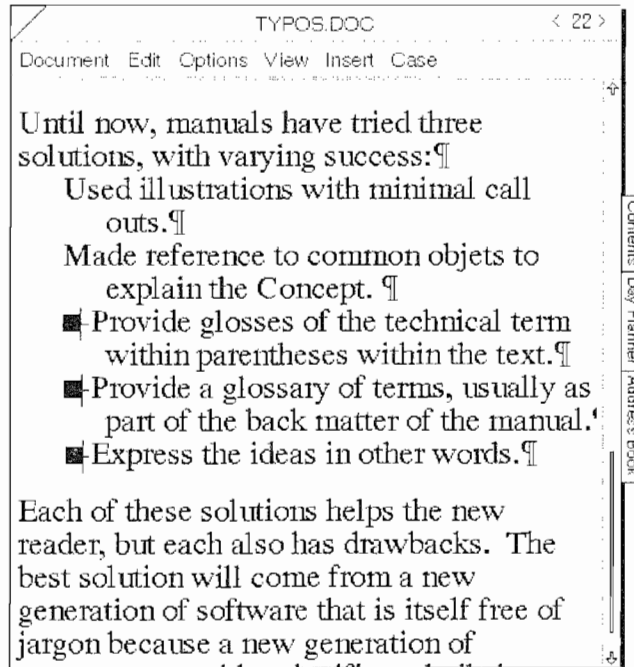 TYPOS.DOC < 22 >
Document Edit Options View Insert Case
Until now, manuals have tried three
solutions, with varying success:¶
Used illustrations with minimal call
outs.¶
Made reference to common objets to
explain the Concept. ¶
Provide glosses of the technical term
within parentheses within the text.¶
Provide a glossary of terms, usually as
part of the back matter of the manual.
Express the ideas in other words.¶
Each of these solutions helps the new
reader, but each also has drawbacks. The
best solution will come from a new
generation of software that is itself free of
jargon because a new generation of
Contents
Day Planner
Address Book